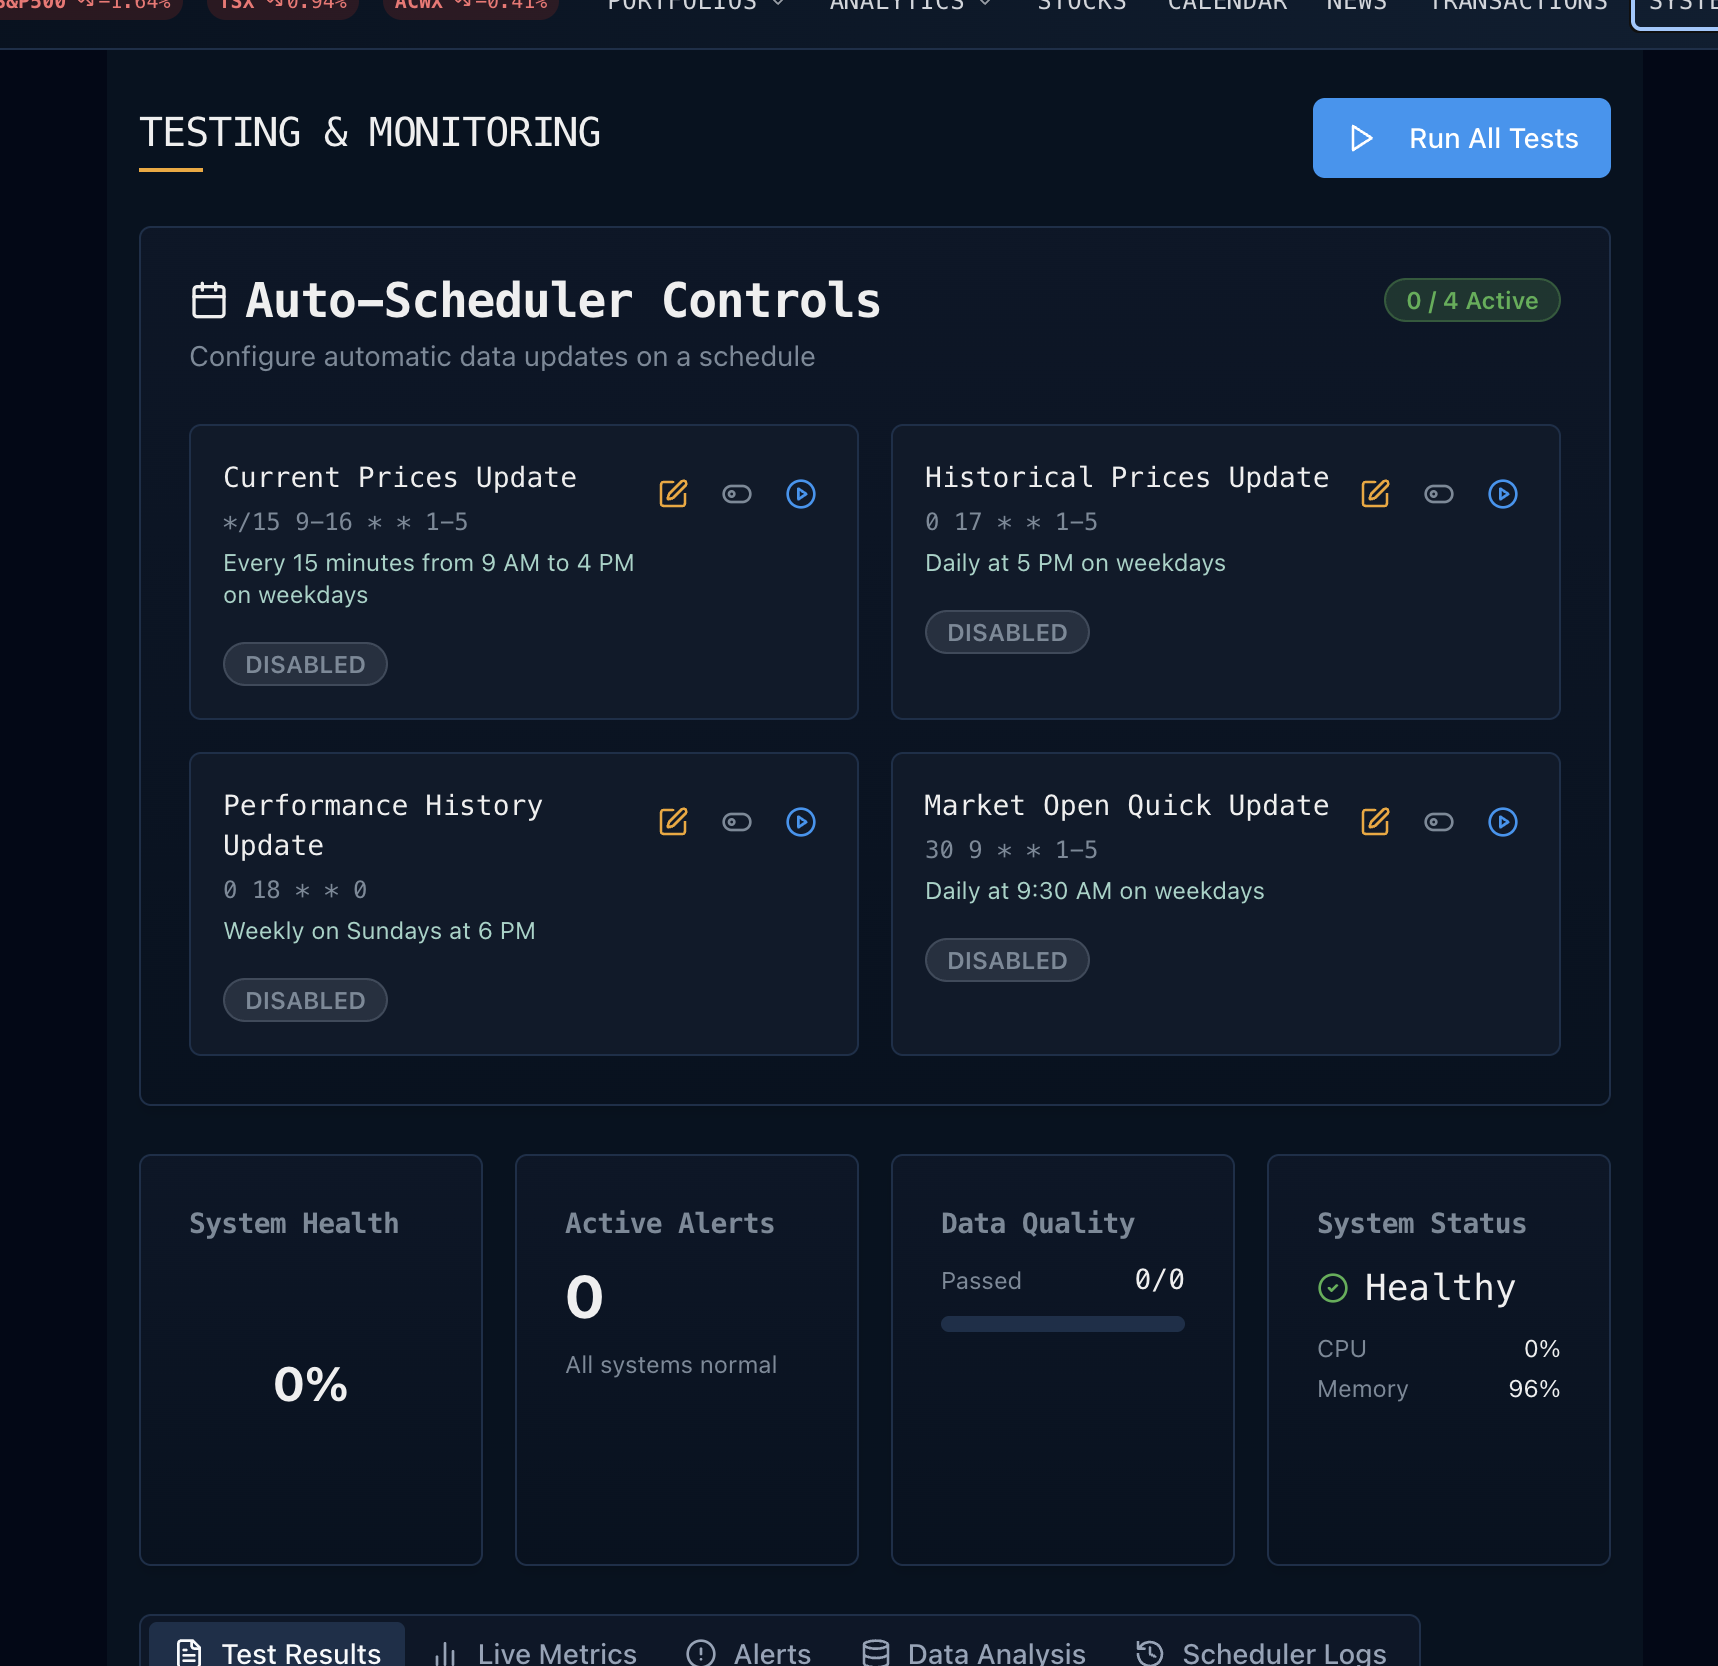 S&P500 -1.64% TSX 0.94% ACWX -0.41% PORTFOLIOS ANALYTICS STOCKS CALENDAR NEWS TRANSACTIONS
TESTING & MONITORING
Run All Tests
Auto-Scheduler Controls
0 / 4 Active
Configure automatic data updates on a schedule
Current Prices Update
*/15 9-16 * * 1-5
Every 15 minutes from 9 AM to 4 PM
on weekdays
DISABLED
Historical Prices Update
0 17 * * 1-5
Daily at 5 PM on weekdays
DISABLED
Performance History
Update
0 18 * * 0
Weekly on Sundays at 6 PM
DISABLED
Market Open Quick Update
30 9 * * 1-5
Daily at 9:30 AM on weekdays
DISABLED
System Health
0%
Active Alerts
0
All systems normal
Data Quality
Passed 0/0
System Status
Healthy
CPU 0%
Memory 96%
Test Results Live Metrics Alerts Data Analysis Scheduler Logs